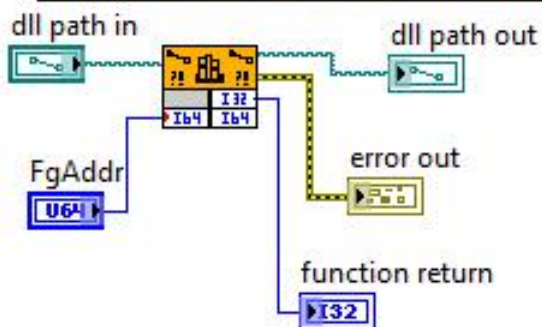 dll path in
dll path out
?!
?!
I32
I64
I64
FgAddr
U64
error out
function return
I32